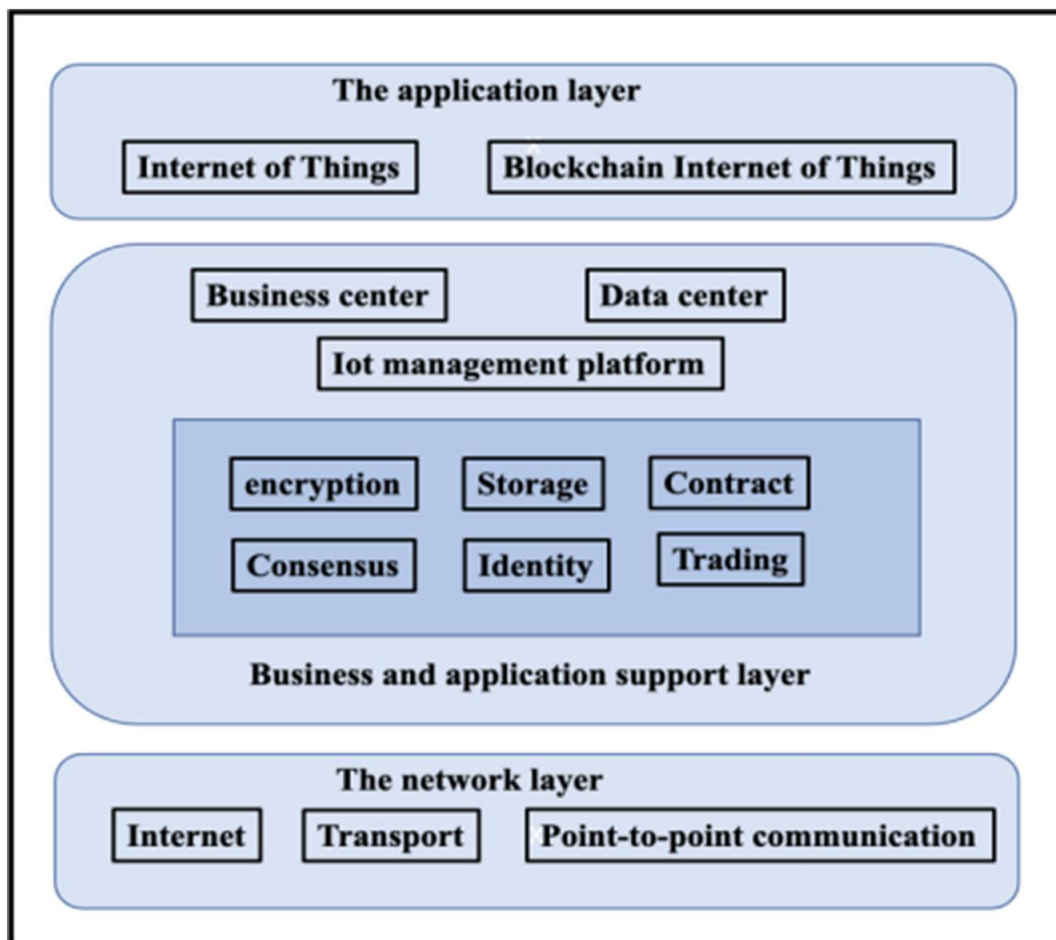 The application layer
Internet of Things Blockchain Internet of Things
Business center Data center
Iot management platform
encryption Storage Contract
Consensus Identity Trading
Business and application support layer
The network layer
Internet Transport Point-to-point communication